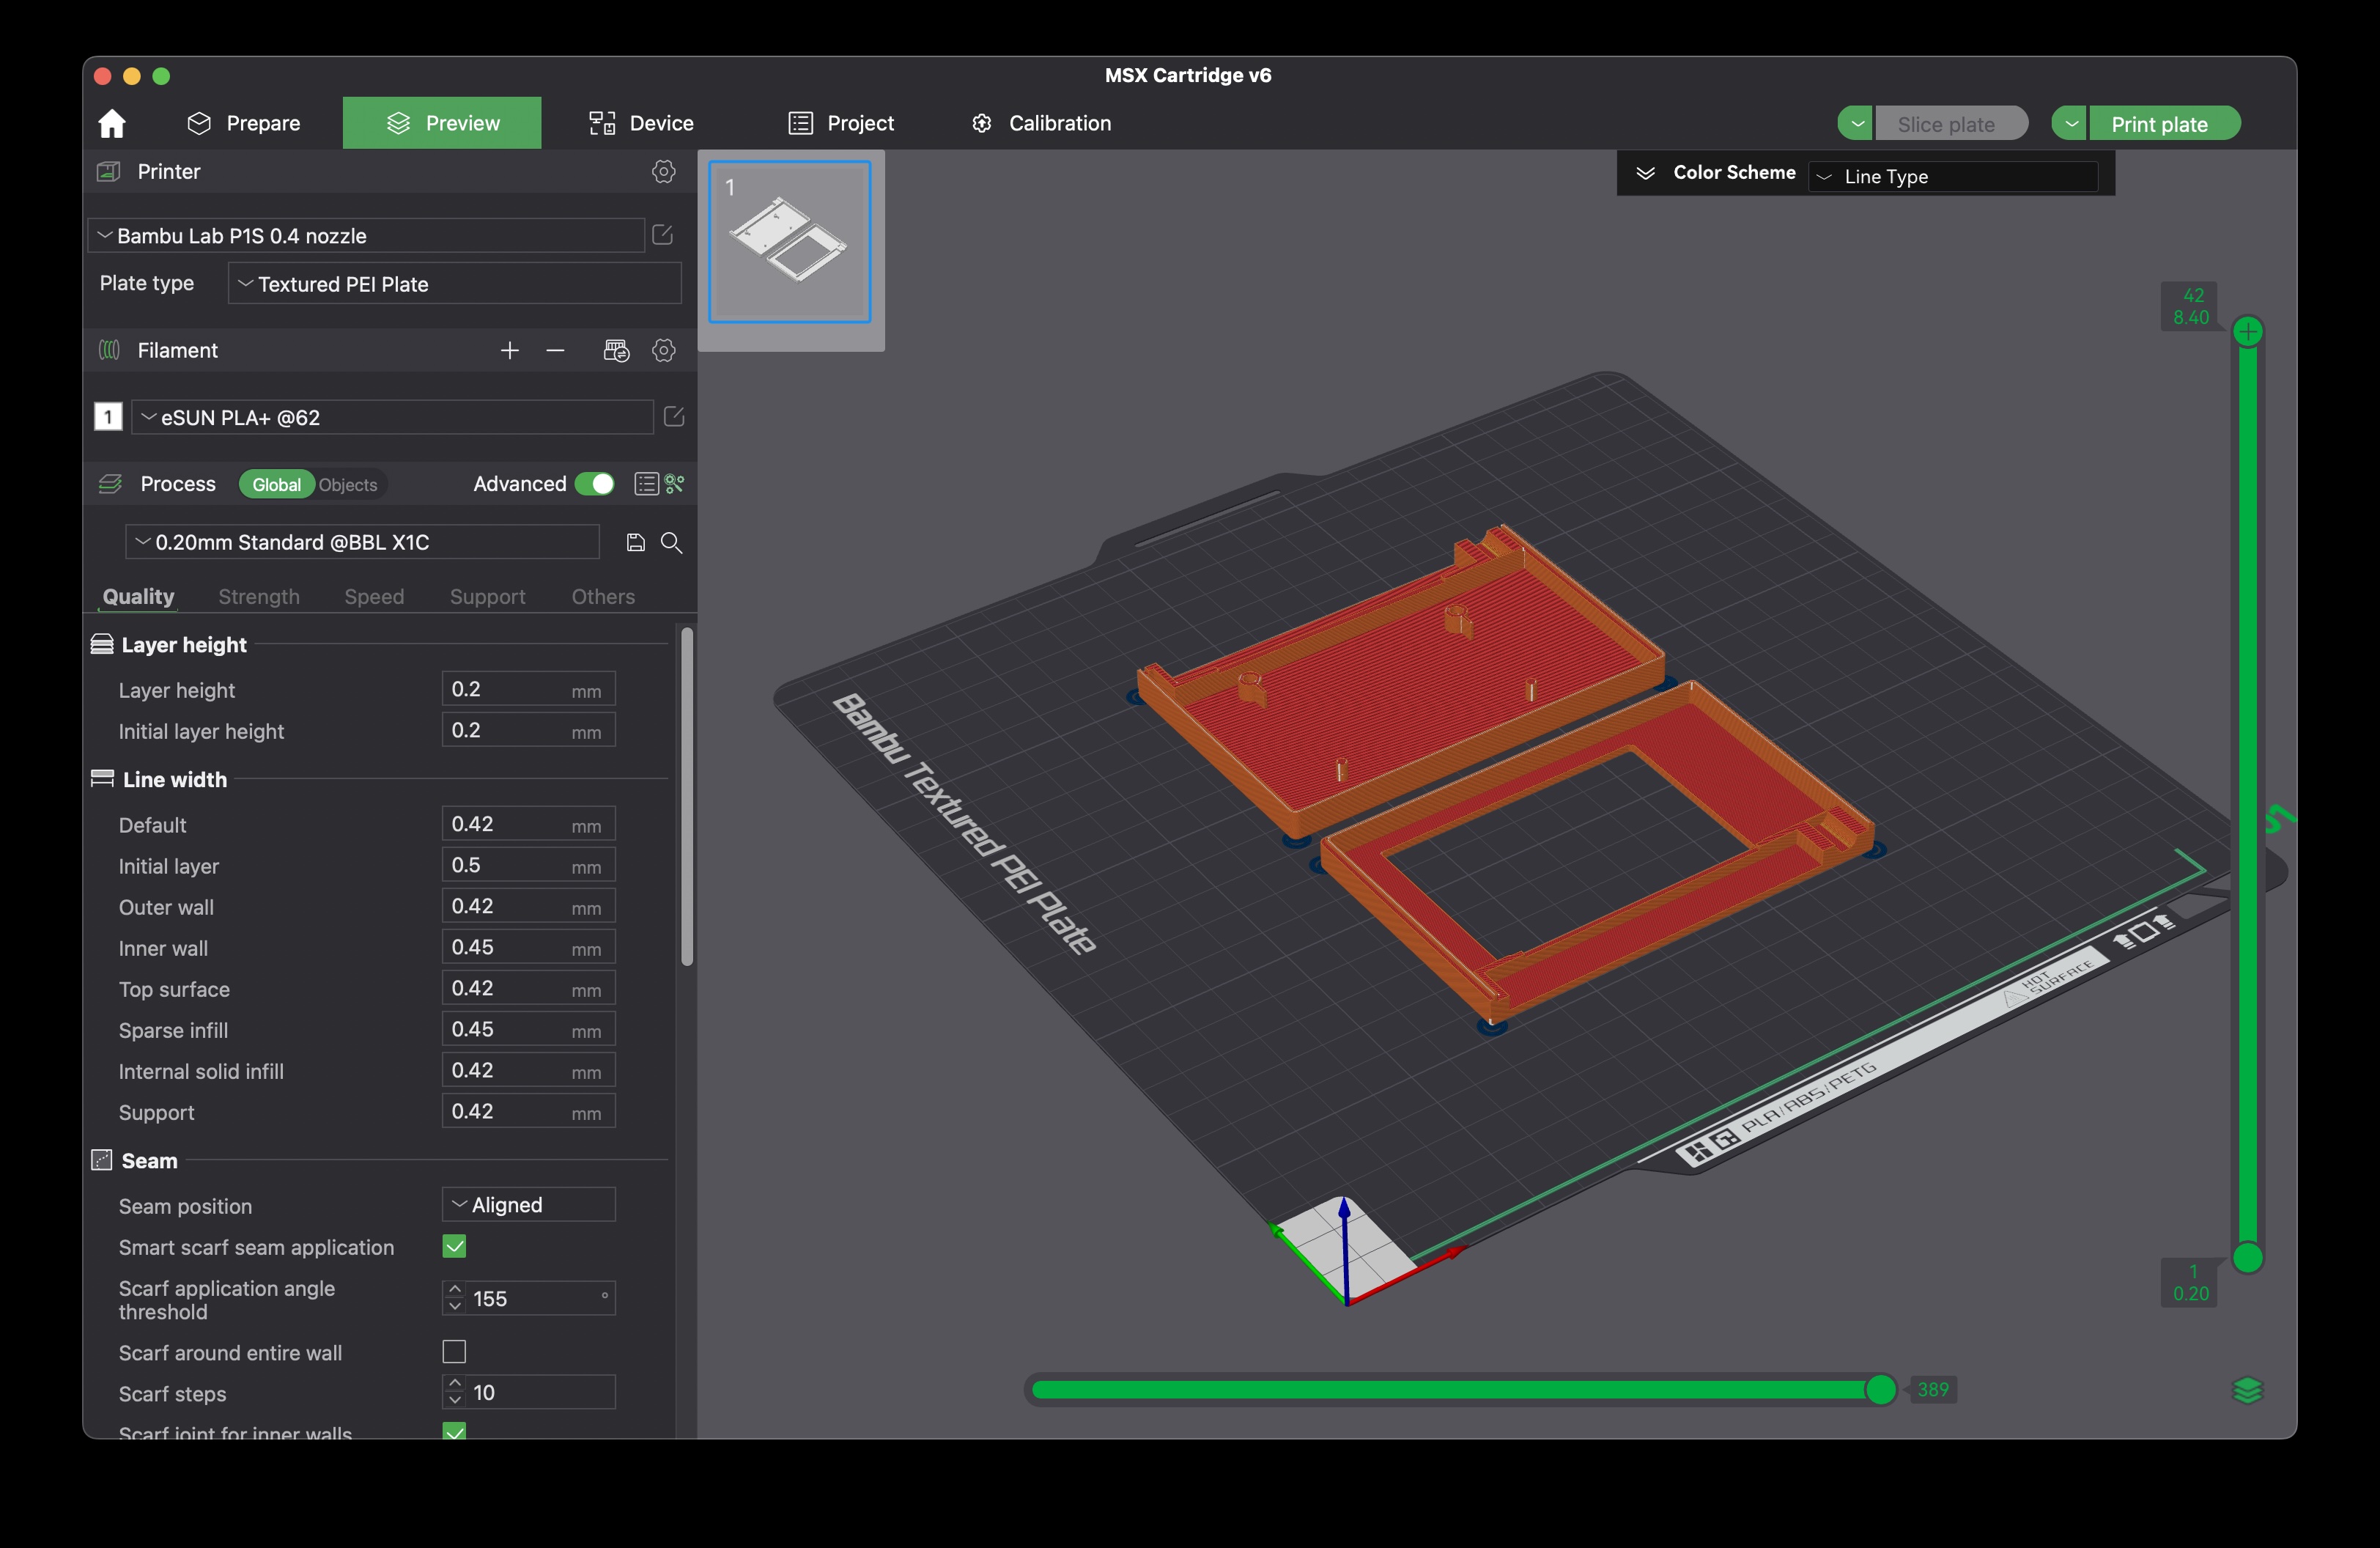 MSX Cartridge v6
Prepare
Preview
Device
Project
Calibration
Slice plate
Print plate
Printer
Bambu Lab P1S 0.4 nozzle
Plate type
Textured PEI Plate
Filament
1
eSUN PLA+ @62
Process
Global
Objects
Advanced
0.20mm Standard @BBL X1C
Quality
Strength
Speed
Support
Others
Layer height
Layer height
0.2 mm
Initial layer height
0.2 mm
Line width
Default
0.42 mm
Initial layer
0.5 mm
Outer wall
0.42 mm
Inner wall
0.45 mm
Top surface
0.42 mm
Sparse infill
0.45 mm
Internal solid infill
0.42 mm
Support
0.42 mm
Seam
Seam position
Aligned
Smart scarf seam application
Scarf application angle
threshold
155 °
Scarf around entire wall
Scarf steps
10
Scarf joint for inner walls
1
Color Scheme
Line Type
42
8.40
Bambu Textured PEI Plate
HOT
SURFACE
PLA/ABS/PETG
1
0.20
389